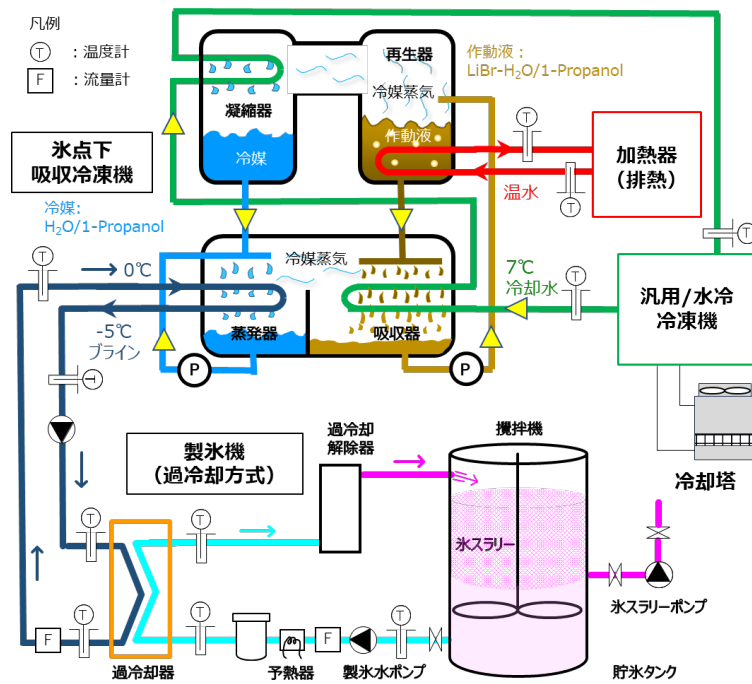 凡例
T
：温度計
F
：流量計
氷点下
吸収冷凍機
冷媒:
H₂O/1-Propanol
再生器
冷媒蒸気
作動液
作動液：
LiBr-H₂O/1-Propanol
凝縮器
冷媒
加熱器
（排熱）
温水
T
T
T
冷媒蒸気
蒸発器
吸収器
P
P
7℃
冷却水
T
汎用/水冷
冷凍機
冷却塔
T
0℃
-5℃
ブライン
T
製氷機
（過冷却方式）
過冷却
解除器
攪拌機
氷スラリー
T
T
F
T
T
過冷却器
予熱器
F
製氷水ポンプ
T
氷スラリーポンプ
貯氷タンク